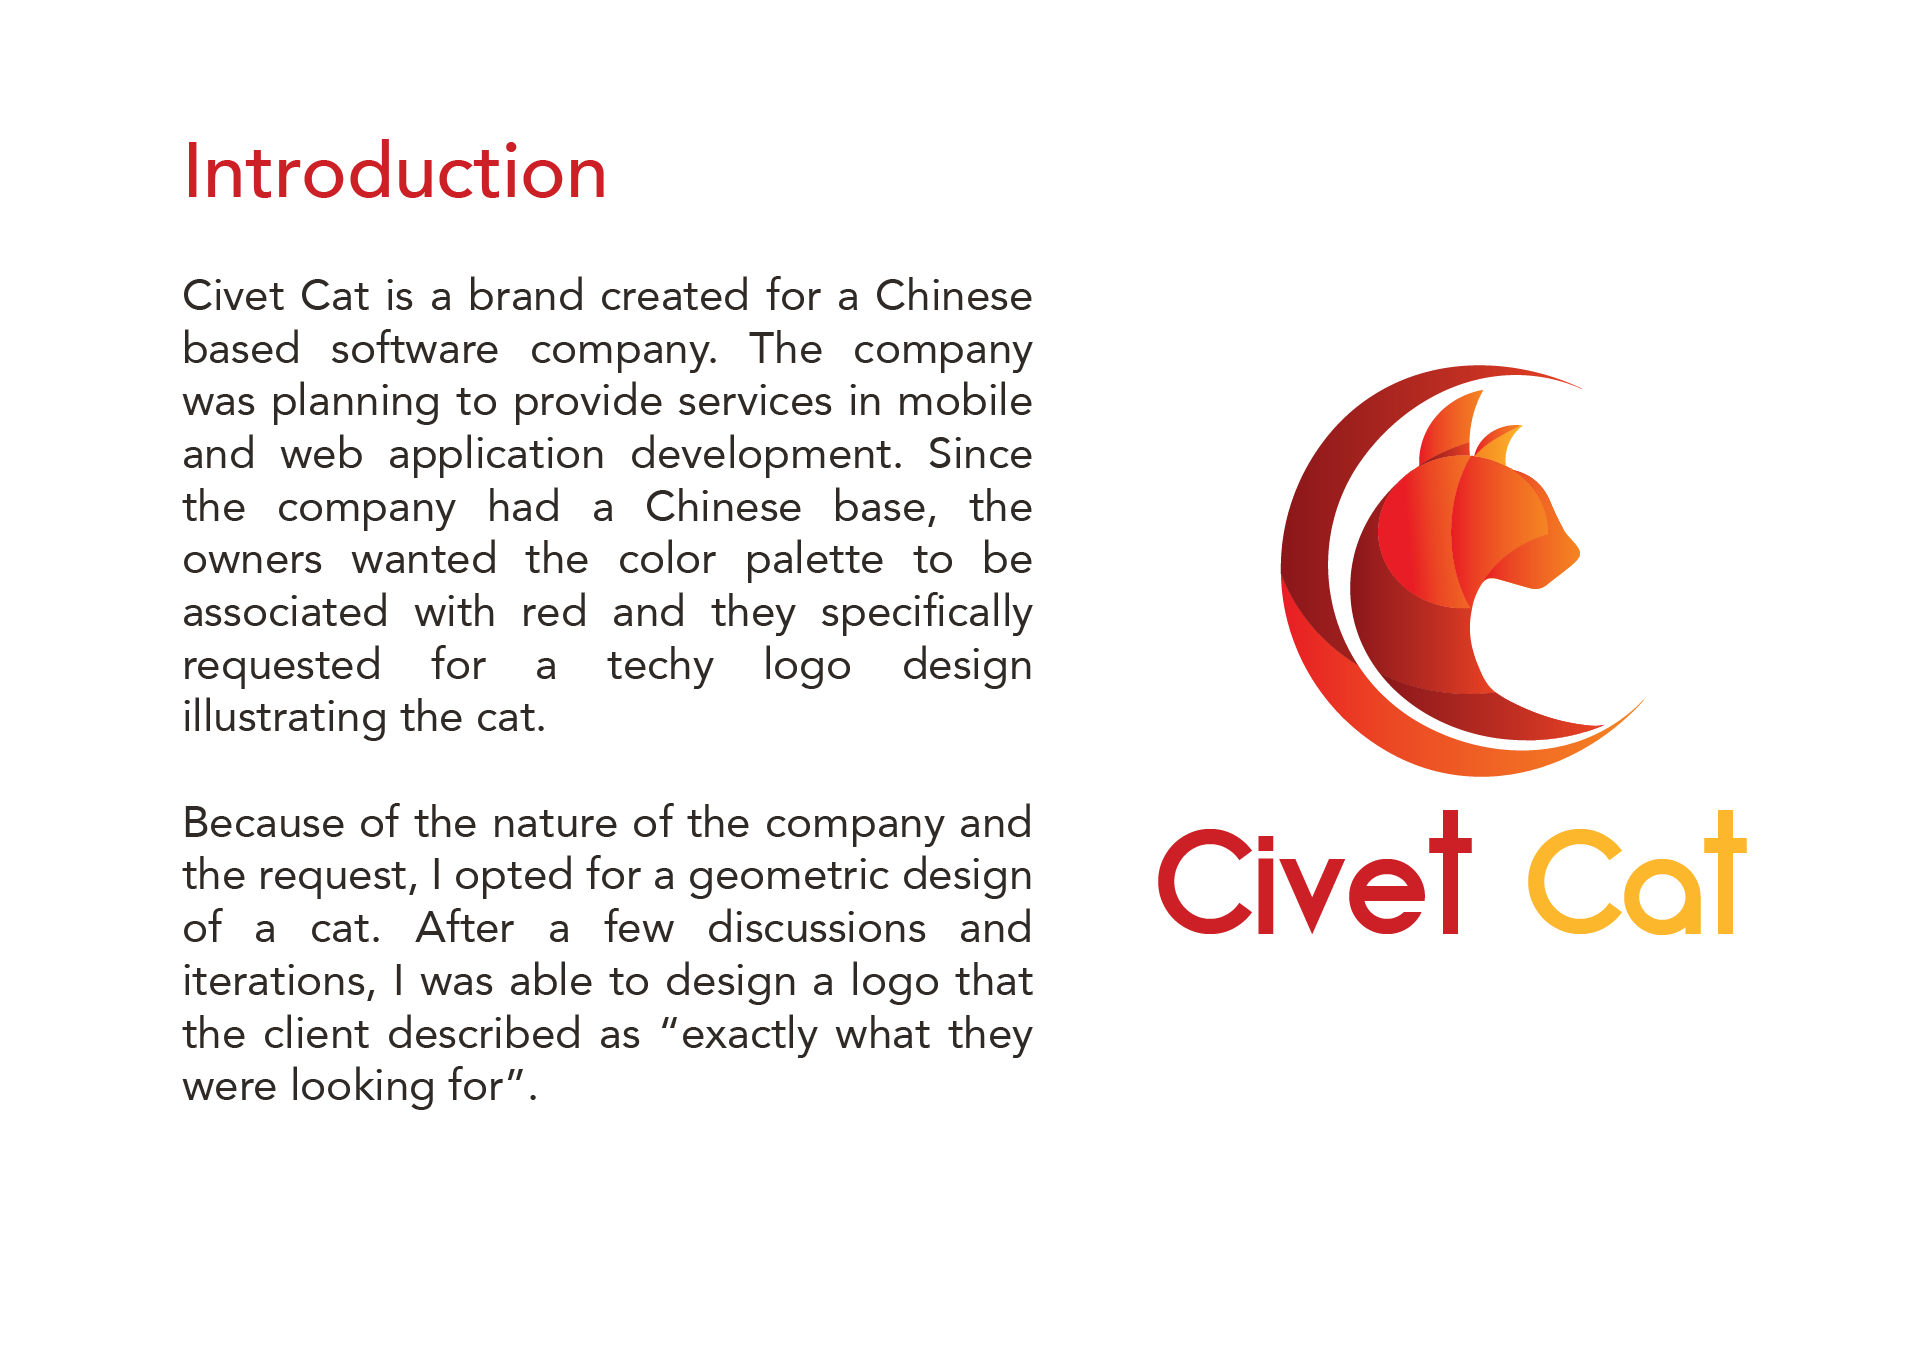 Introduction
Civet Cat is a brand created for a Chinese
based software company. The company
was planning to provide services in mobile
and web application development. Since
the company had a Chinese base, the
owners wanted the color palette to be
associated with red and they specifically
requested for a techy logo design
illustrating the cat.
Because of the nature of the company and
the request, I opted for a geometric design
of a cat. After a few discussions and
iterations, I was able to design a logo that
the client described as “exactly what they
were looking for”.
Civet Cat